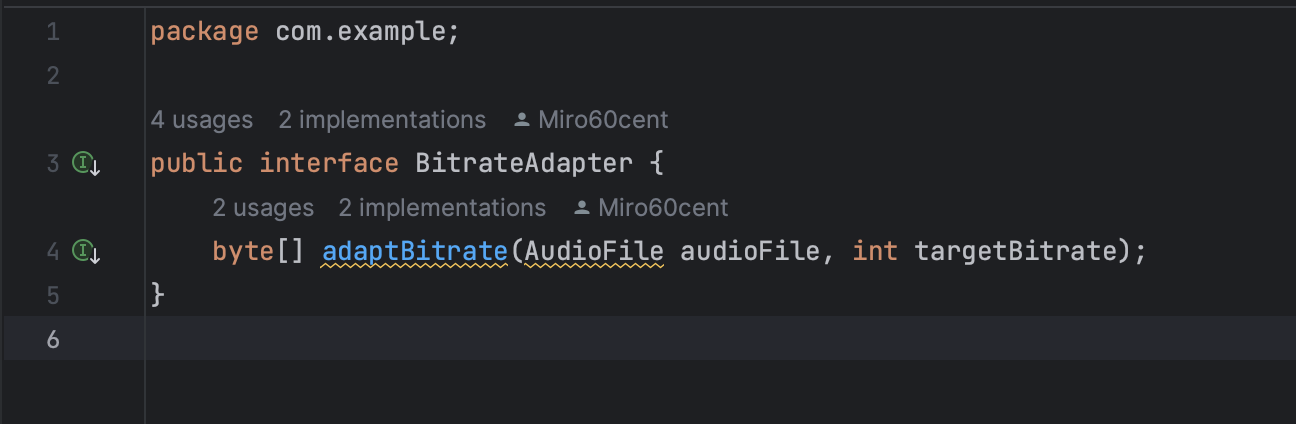 1 package com.example;
2
4 usages 2 implementations Miro60cent
3 public interface BitrateAdapter {
2 usages 2 implementations Miro60cent
4 byte[] adaptBitrate(AudioFile audioFile, int targetBitrate);
5 }
6